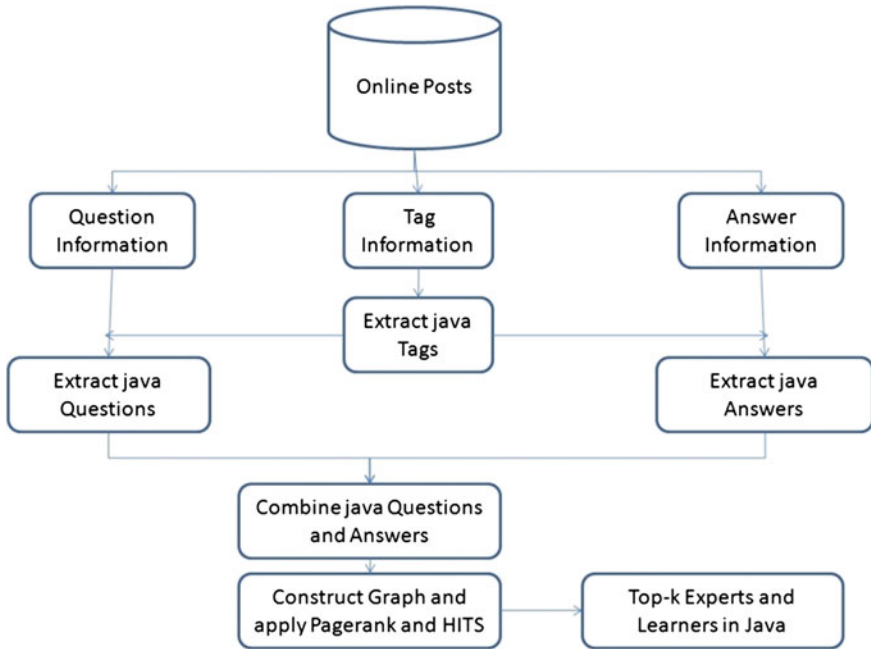 Online Posts
Question
Information
Tag
Information
Answer
Information
Extract java
Tags
Extract java
Questions
Extract java
Answers
Combine java Questions
and Answers
Construct Graph and
apply Pagerank and HITS
Top-k Experts and
Learners in Java